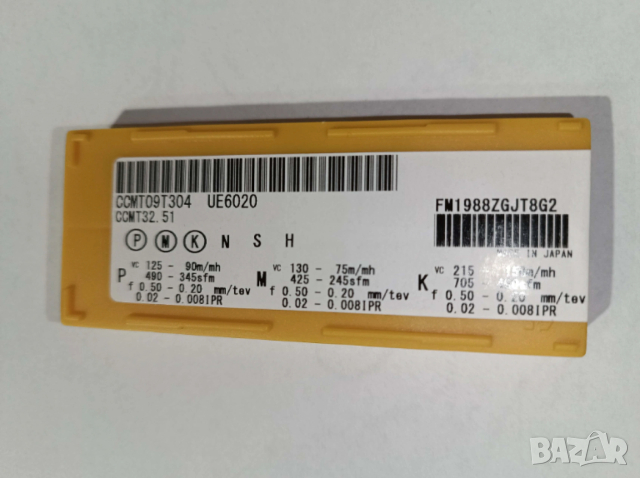 CCMT09T304 UE6020
CCMT32.51
P M K N S H
FM1988ZGJT8G2
MADE IN JAPAN
P vc 125 - 90m/mh
490 - 345sfm
f 0.50 - 0.20 mm/tev
0.02 - 0.008IPR
M vc 130 - 75m/mh
425 - 245sfm
f 0.50 - 0.20 mm/tev
0.02 - 0.008IPR
K vc 215 - m/mh
705 sfm
f 0.50 - 0.20 mm/tev
0.02 - 0.008IPR
BAZAR